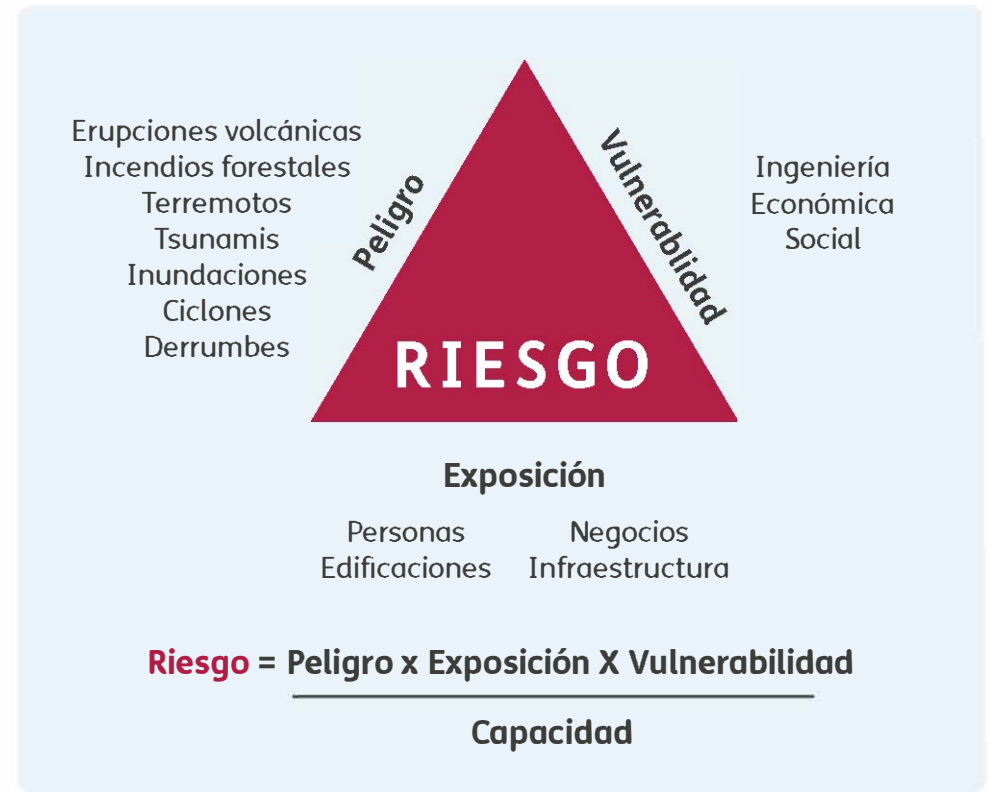 Erupciones volcánicas
Incendios forestales
Terremotos
Tsunamis
Inundaciones
Ciclones
Derrumbes
Peligro
Vulnerablidad
Ingeniería
Económica
Social
RIESGO
Exposición
Personas Negocios
Edificaciones Infraestructura
Riesgo = Peligro x Exposición X Vulnerabilidad
Capacidad